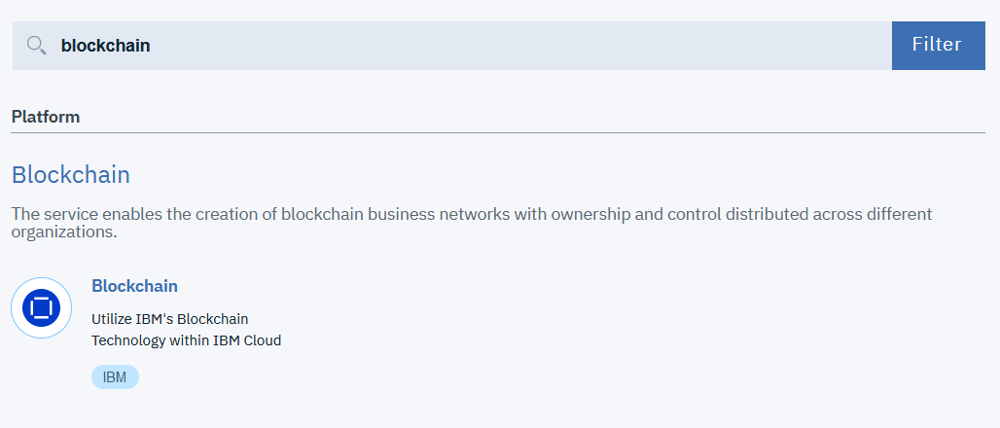 blockchain
Filter
Platform
Blockchain
The service enables the creation of blockchain business networks with ownership and control distributed across different
organizations.
Blockchain
Utilize IBM's Blockchain
Technology within IBM Cloud
IBM